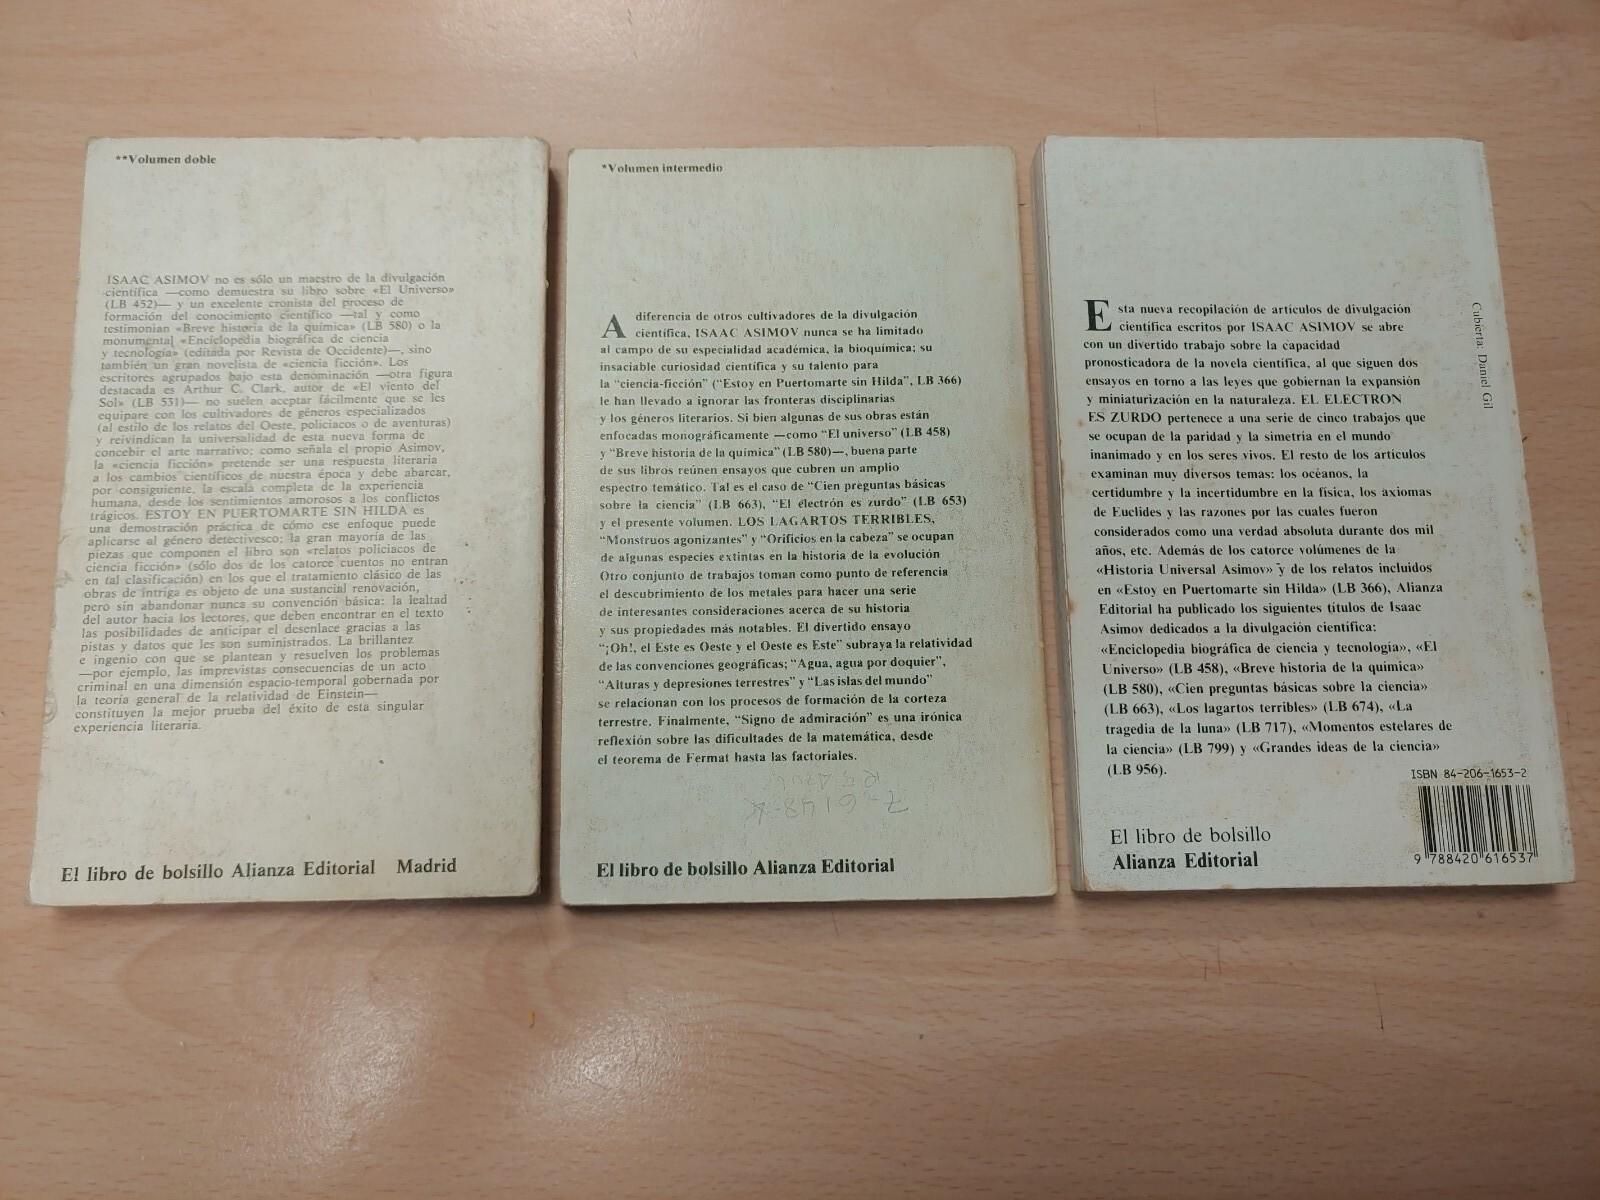 **Volumen doble
ISAAC ASIMOV no es sólo un maestro de la divulgación
científica —como demuestra su libro sobre «El Universo»
(LB 452)— y un excelente cronista del proceso de
formación del conocimiento científico —tal y como
testimonian «Breve historia de la química» (LB 580) o la
monumental «Enciclopedia biográfica de ciencia
y tecnología» (editada por Revista de Occidente)—, sino
también un gran novelista de «ciencia ficción». Los
escritores agrupados bajo esta denominación —otra figura
destacada es Arthur C. Clark, autor de «El viento del
Sol» (LB 531)— no suelen aceptar fácilmente que se les
equipare con los cultivadores de géneros especializados
(al estilo de los relatos del Oeste, policiacos o de aventuras)
y reivindican la universalidad de esta nueva forma de
concebir el arte narrativo; como señala el propio Asimov,
la «ciencia ficción» pretende ser una respuesta literaria
a los cambios científicos de nuestra época y debe abarcar,
por consiguiente, la escala completa de la experiencia
humana, desde los sentimientos amorosos a los conflictos
trágicos. ESTOY EN PUERTOMARTE SIN HILDA es
una demostración práctica de cómo ese enfoque puede
aplicarse al género detectivesco; la gran mayoría de las
piezas que componen el libro son «relatos policiacos de
ciencia ficción» (sólo dos de los catorce cuentos no entran
en tal clasificación) en los que el tratamiento clásico de las
obras de intriga es objeto de una sustancial renovación,
pero sin abandonar nunca su convención básica: la lealtad
del autor hacia los lectores, que deben encontrar en el texto
las posibilidades de anticipar el desenlace gracias a las
pistas y datos que les son suministrados. La brillantez
e ingenio con que se plantean y resuelven los problemas
—por ejemplo, las imprevistas consecuencias de un acto
criminal en una dimensión espacio-temporal gobernada por
la teoría general de la relatividad de Einstein—
constituyen la mejor prueba del éxito de esta singular
experiencia literaria.
El libro de bolsillo Alianza Editorial Madrid
*Volumen intermedio
A diferencia de otros cultivadores de la divulgación
científica, ISAAC ASIMOV nunca se ha limitado
al campo de su especialidad académica, la bioquímica; su
insaciable curiosidad científica y su talento para
la "ciencia-ficción" ("Estoy en Puertomarte sin Hilda", LB 366)
le han llevado a ignorar las fronteras disciplinarias
y los géneros literarios. Si bien algunas de sus obras están
enfocadas monográficamente —como "El universo" (LB 458)
y "Breve historia de la química" (LB 580)—, buena parte
de sus libros reúnen ensayos que cubren un amplio
espectro temático. Tal es el caso de "Cien preguntas básicas
sobre la ciencia" (LB 663), "El electrón es zurdo" (LB 653)
y el presente volumen. LOS LAGARTOS TERRIBLES,
"Monstruos agonizantes" y "Orificios en la cabeza" se ocupan
de algunas especies extintas en la historia de la evolución
Otro conjunto de trabajos toman como punto de referencia
el descubrimiento de los metales para hacer una serie
de interesantes consideraciones acerca de su historia
y sus propiedades más notables. El divertido ensayo
"¡Oh!, el Este es Oeste y el Oeste es Este" subraya la relatividad
de las convenciones geográficas; "Agua, agua por doquier",
"Alturas y depresiones terrestres" y "Las islas del mundo"
se relacionan con los procesos de formación de la corteza
terrestre. Finalmente, "Signo de admiración" es una irónica
reflexión sobre las dificultades de la matemática, desde
el teorema de Fermat hasta las factoriales.
El libro de bolsillo Alianza Editorial
Esta nueva recopilación de artículos de divulgación
científica escritos por ISAAC ASIMOV se abre
con un divertido trabajo sobre la capacidad
pronosticadora de la novela científica, al que siguen dos
ensayos en torno a las leyes que gobiernan la expansión
y miniaturización en la naturaleza. EL ELECTRON
ES ZURDO pertenece a una serie de cinco trabajos que
se ocupan de la paridad y la simetría en el mundo
inanimado y en los seres vivos. El resto de los artículos
examinan muy diversos temas: los océanos, la
certidumbre y la incertidumbre en la física, los axiomas
de Euclides y las razones por las cuales fueron
considerados como una verdad absoluta durante dos mil
años, etc. Además de los catorce volúmenes de la
«Historia Universal Asimov» y de los relatos incluidos
en «Estoy en Puertomarte sin Hilda» (LB 366), Alianza
Editorial ha publicado los siguientes títulos de Isaac
Asimov dedicados a la divulgación científica:
«Enciclopedia biográfica de ciencia y tecnología», «El
Universo» (LB 458), «Breve historia de la química»
(LB 580), «Cien preguntas básicas sobre la ciencia»
(LB 663), «Los lagartos terribles» (LB 674), «La
tragedia de la luna» (LB 717), «Momentos estelares de
la ciencia» (LB 799) y «Grandes ideas de la ciencia»
(LB 956).
Cubierta: Daniel Gil
ISBN 84-206-1653-2
9 788420 616537
El libro de bolsillo
Alianza Editorial